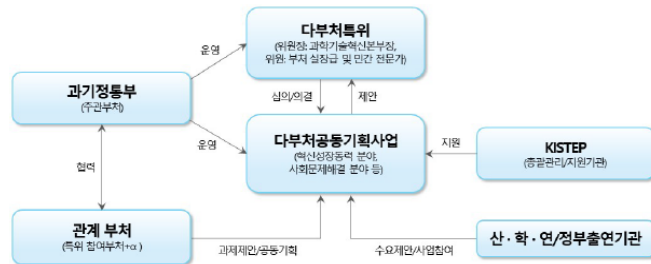 다부처특위
(위원장: 과학기술혁신본부장,
위원: 부처 실장급 및 민간 전문가)
운영
과기정통부
(주관부처)
심의/의결
제안
운영
다부처공동기획사업
(혁신성장동력 분야,
사회문제해결 분야 등)
지원
KISTEP
(총괄관리/지원기관)
협력
관계 부처
(특위 참여부처+α)
과제제안/공동기획
수요제안/사업참여
산·학·연/정부출연기관